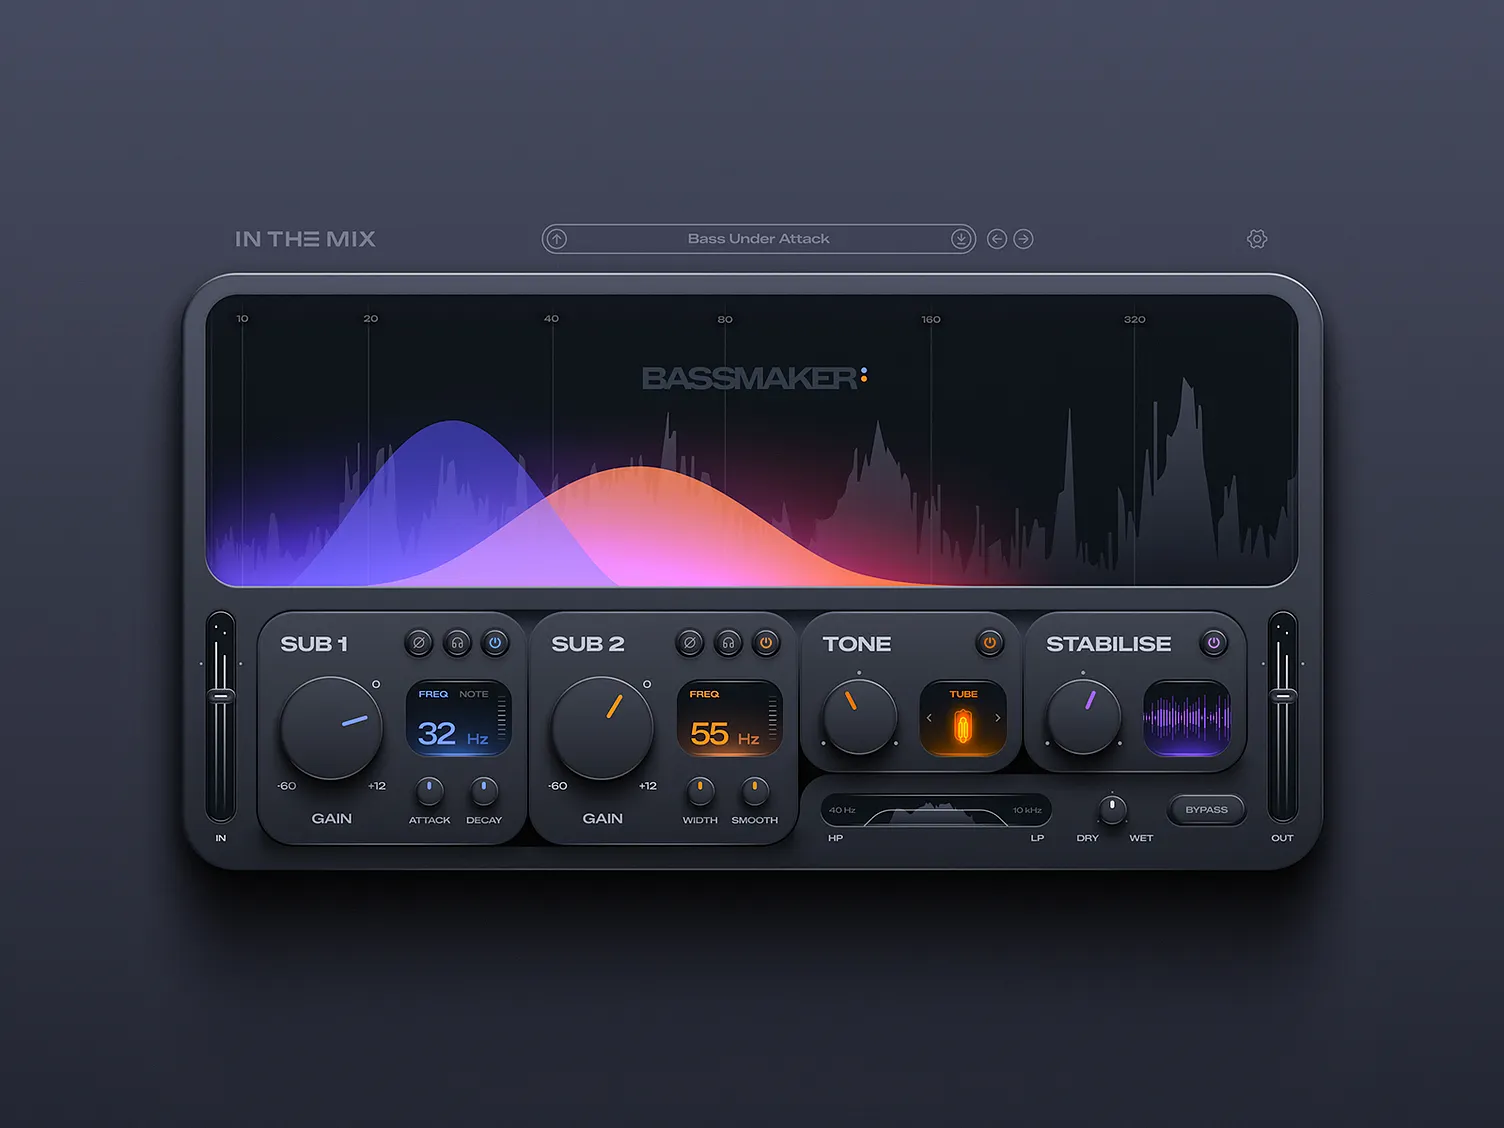 IN THE MIX
Bass Under Attack
10 20 40 80 160 320
BASSMAKER:
SUB 1
FREQ NOTE
32 Hz
0
-60 +12
GAIN
ATTACK DECAY
SUB 2
FREQ
55 Hz
0
-60 +12
GAIN
WIDTH SMOOTH
TONE
TUBE
STABILISE
40 Hz 10 kHz
HP LP
DRY WET
BYPASS
IN
OUT